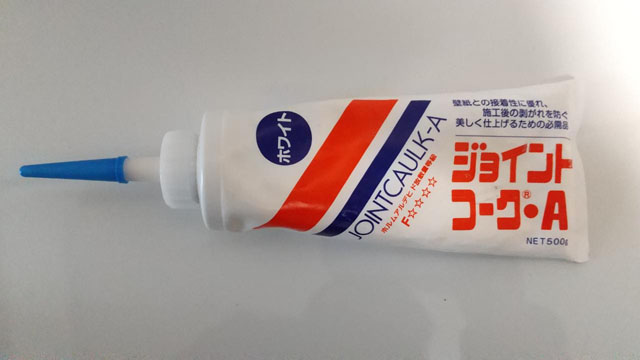 ホワイト
JOINTCAULK-A
ホルムアルデヒド放散量等級
F☆☆☆☆
壁紙との接着性に優れ、
施工後の剥がれを防ぐ
美しく仕上げるための必需品
ジョイント
コーク®・A
NET500g